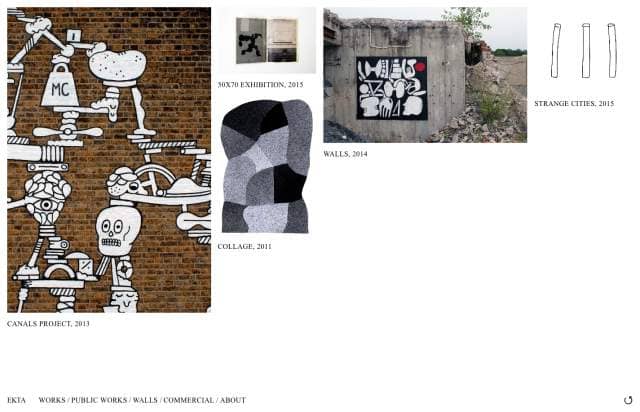 MC
50X70 EXHIBITION, 2015
STRANGE CITIES, 2015
WALLS, 2014
COLLAGE, 2011
CANALS PROJECT, 2013
EKTA WORKS / PUBLIC WORKS / WALLS / COMMERCIAL / ABOUT